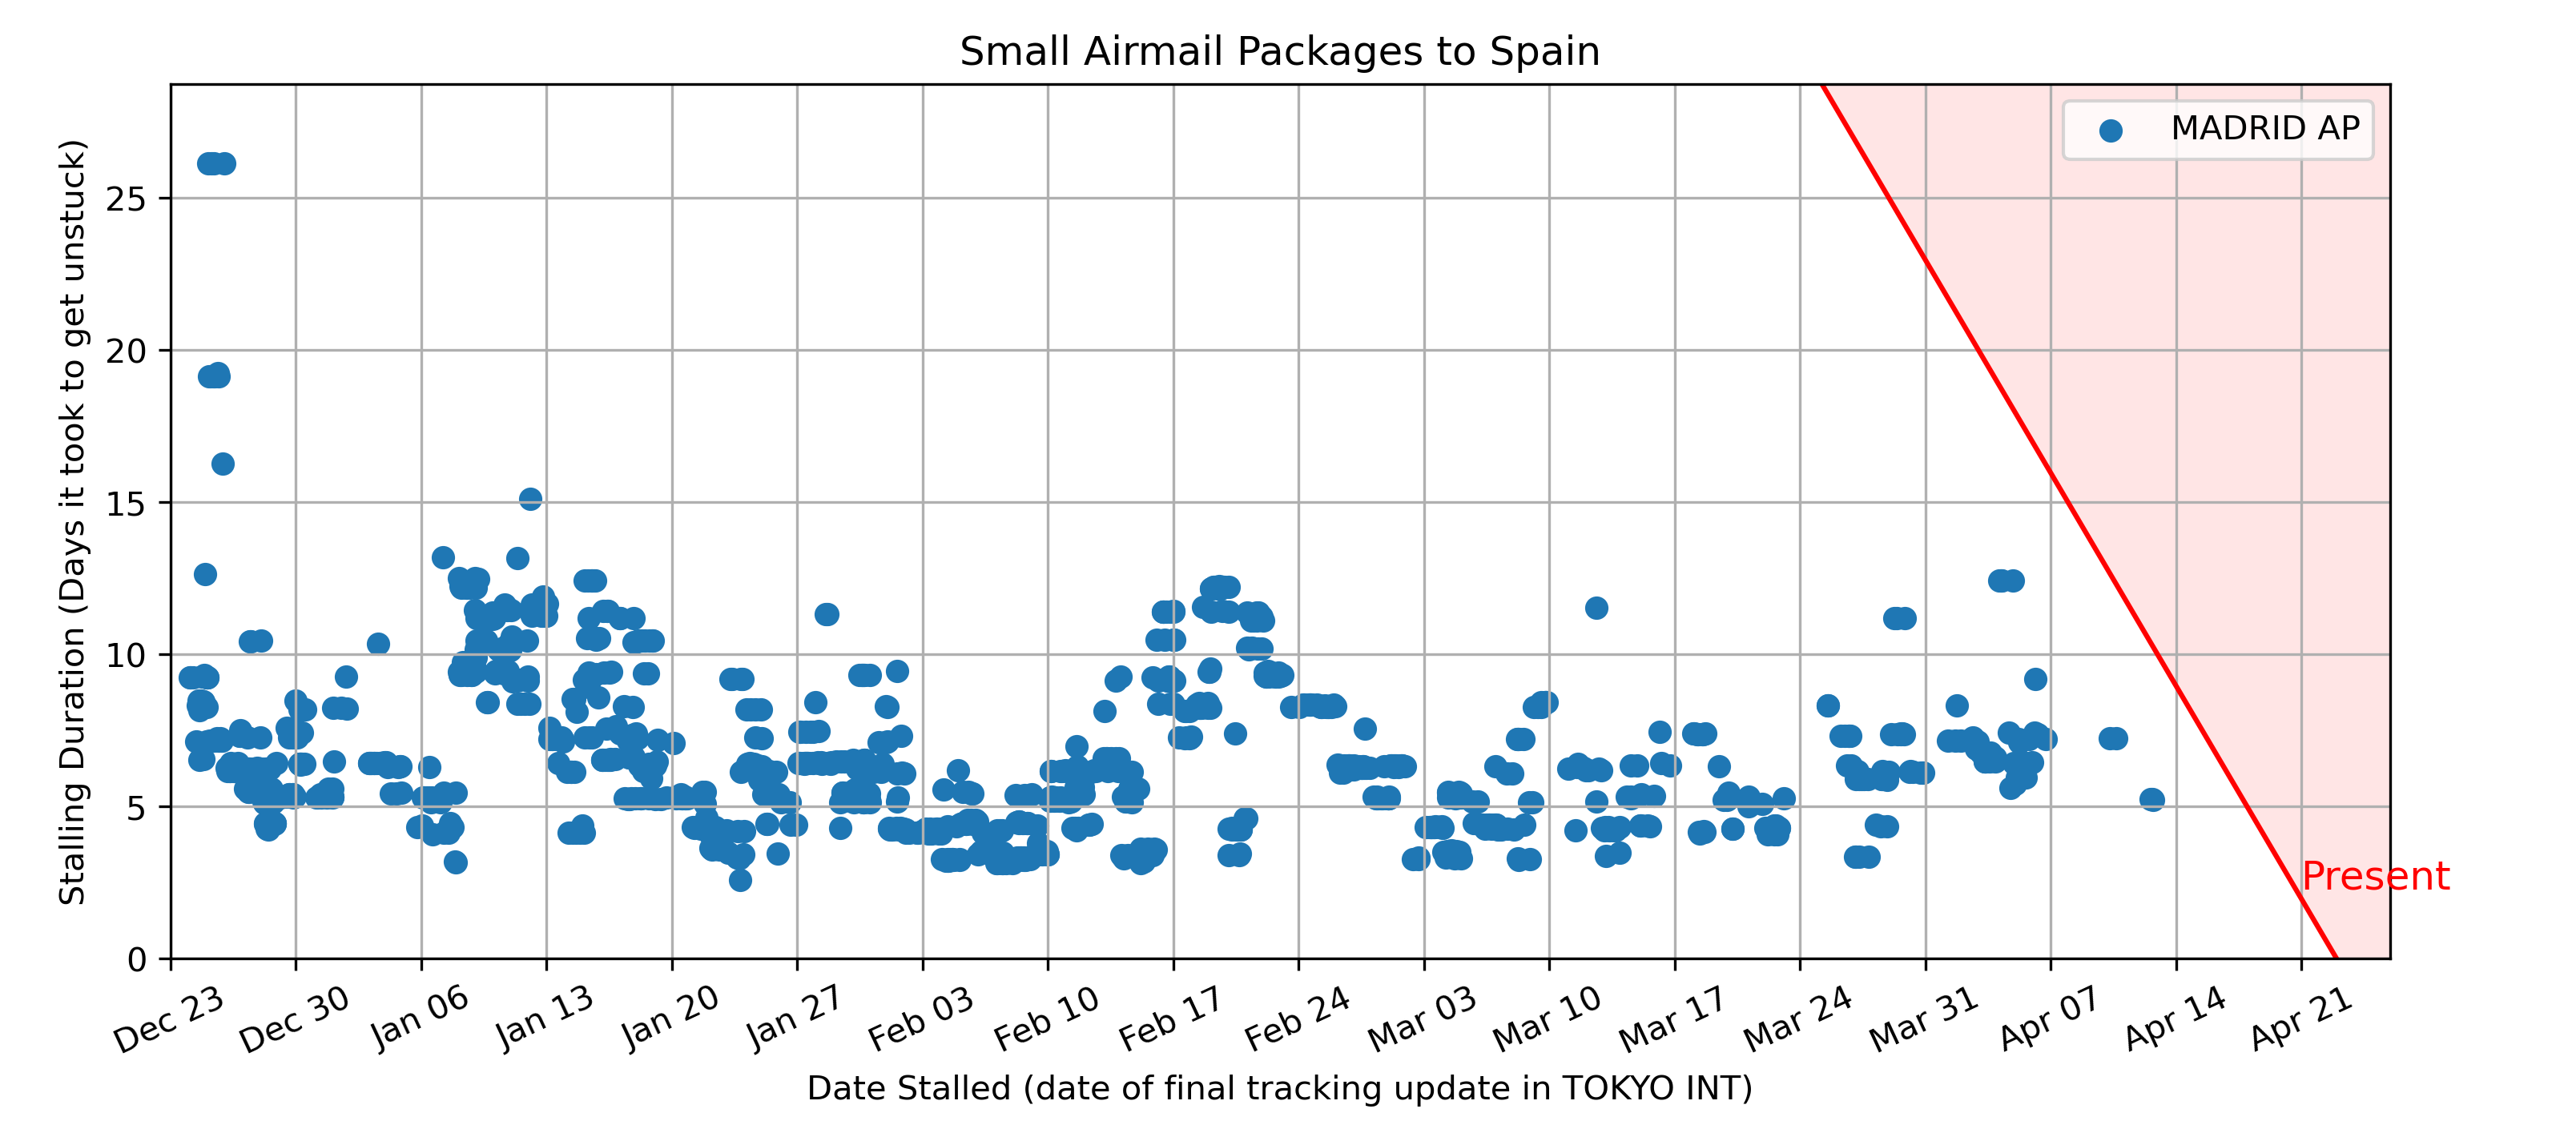 Small Airmail Packages to Spain
MADRID AP
Stalling Duration (Days it took to get unstuck)
25
20
15
10
5
0
Present
Dec 23 Dec 30 Jan 06 Jan 13 Jan 20 Jan 27 Feb 03 Feb 10 Feb 17 Feb 24 Mar 03 Mar 10 Mar 17 Mar 24 Mar 31 Apr 07 Apr 14 Apr 21
Date Stalled (date of final tracking update in TOKYO INT)